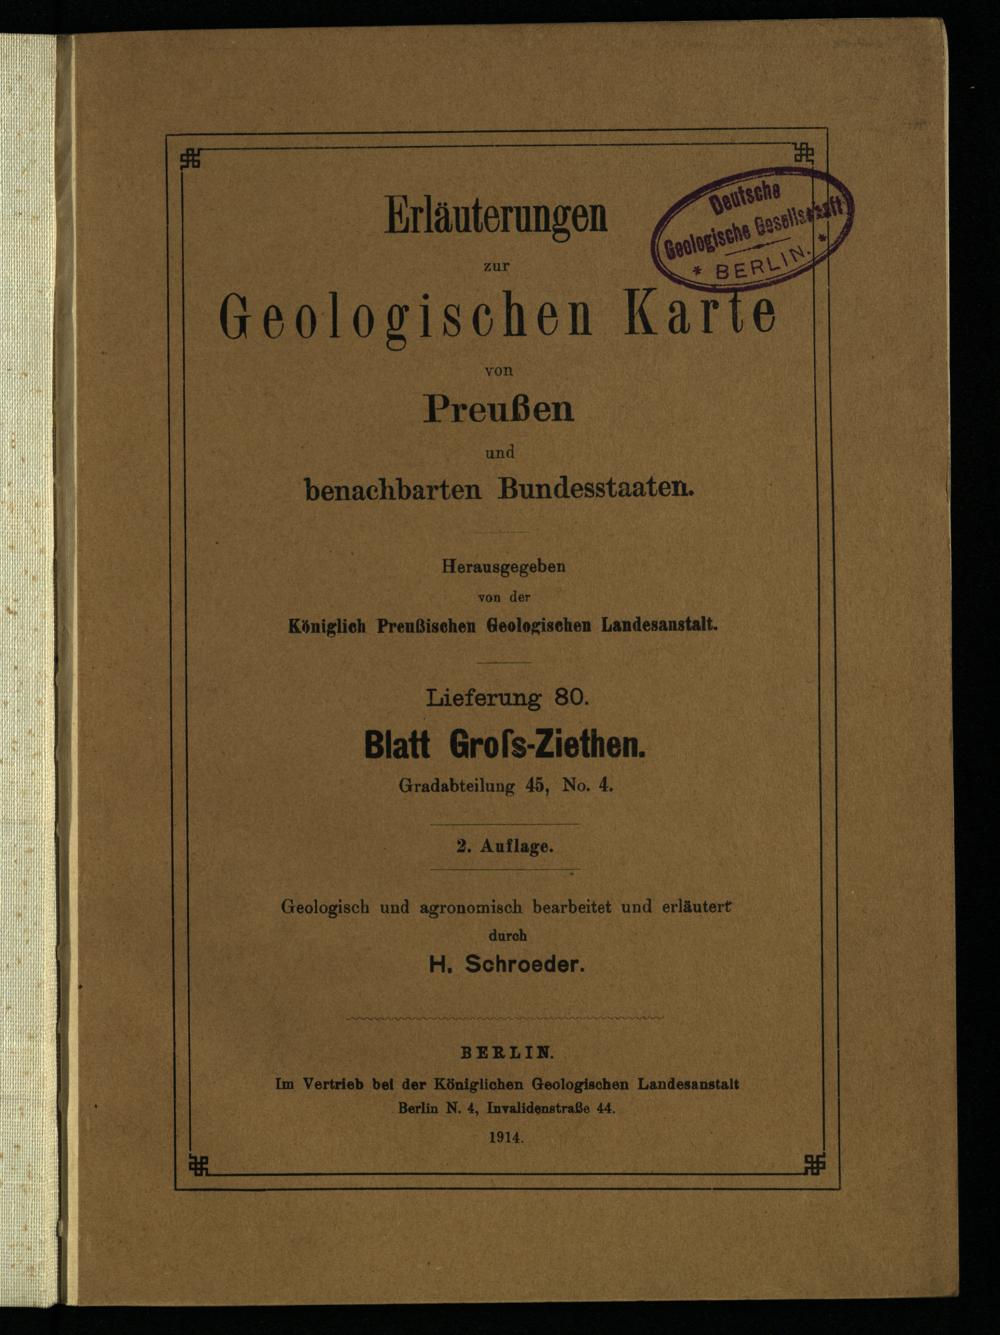 Deutsche
Geologische Gesellschaft
* BERLIN. *
Erläuterungen
zur
Geologischen Karte
von
Preußen
und
benachbarten Bundesstaaten.
Herausgegeben
von der
Königlich Preußischen Geologischen Landesanstalt.
Lieferung 80.
Blatt Groſs-Ziethen.
Gradabteilung 45, No. 4.
2. Auflage.
Geologisch und agronomisch bearbeitet und erläutert
durch
H. Schroeder.
BERLIN.
Im Vertrieb bei der Königlichen Geologischen Landesanstalt
Berlin N. 4, Invalidenstraße 44.
1914.